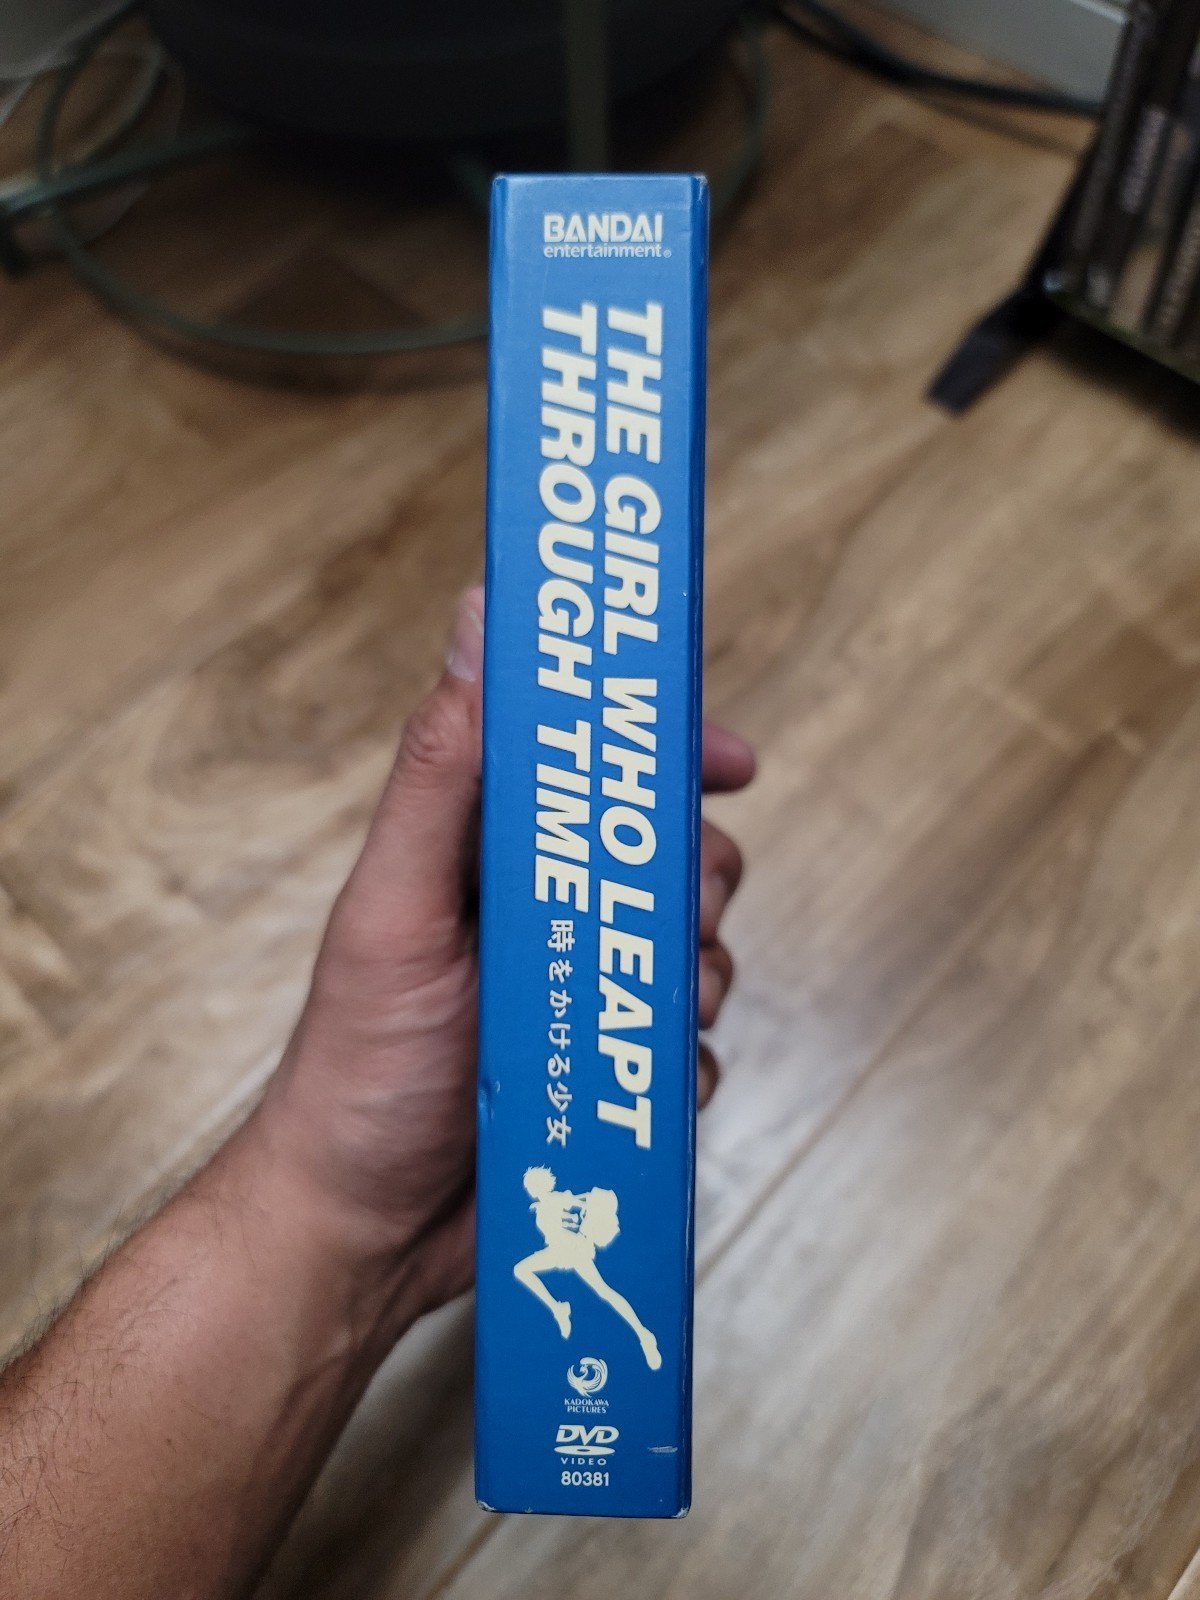 BANDAI
entertainment®
THE GIRL WHO LEAPT
THROUGH TIME 時をかける少女
KADOKAWA
PICTURES
DVD
VIDEO
80381